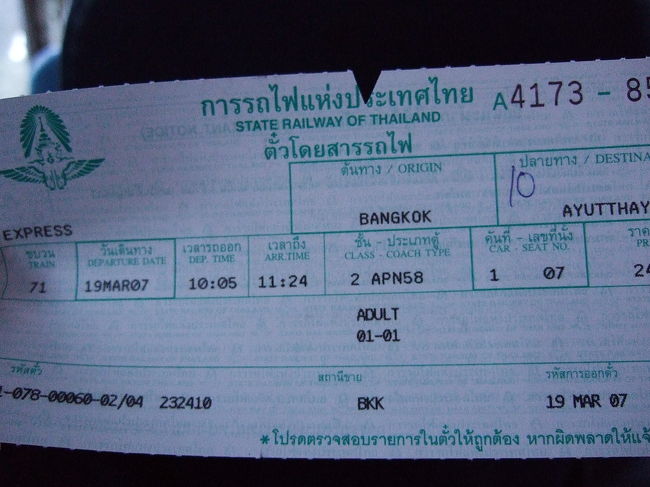 การรถไฟแห่งประเทศไทย A4173 - 85
STATE RAILWAY OF THAILAND
ตั๋วโดยสารรถไฟ
ต้นทาง / ORIGIN ปลายทาง / DESTINA
10
EXPRESS BANGKOK AYUTTHAY
ขบวน วันเดินทาง เวลารถออก เวลาถึง ชั้น - ประเภทตู้ คันที่ - เลขที่นั่ง ราค
TRAIN DEPARTURE DATE DEP. TIME ARR.TIME CLASS - COACH TYPE CAR - SEAT NO. PR
71 19MAR07 10:05 11:24 2 APN58 1 07 24
ADULT
01-01
รหัสตั๋ว สถานีขาย รหัสการออกตั๋ว
1-078-00060-02/04 232410 BKK 19 MAR 07
*โปรดตรวจสอบรายการในตั๋วให้ถูกต้อง หากผิดพลาดให้แจ้